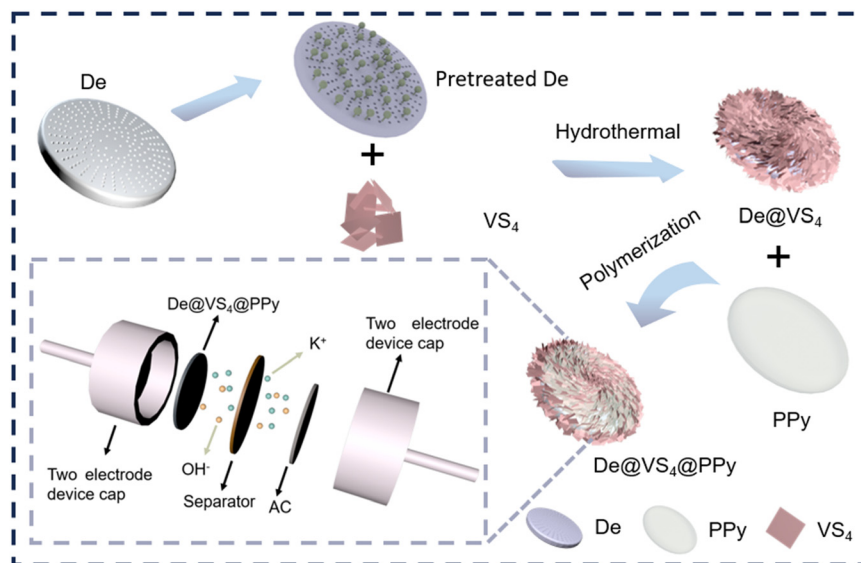 De
Pretreated De
+
Hydrothermal
VS₄
De@VS₄
+
Polymerization
PPy
De@VS₄@PPy
De@VS₄@PPy
K⁺
Two electrode
device cap
Two electrode
device cap
OH⁻
Separator
AC
De
PPy
VS₄